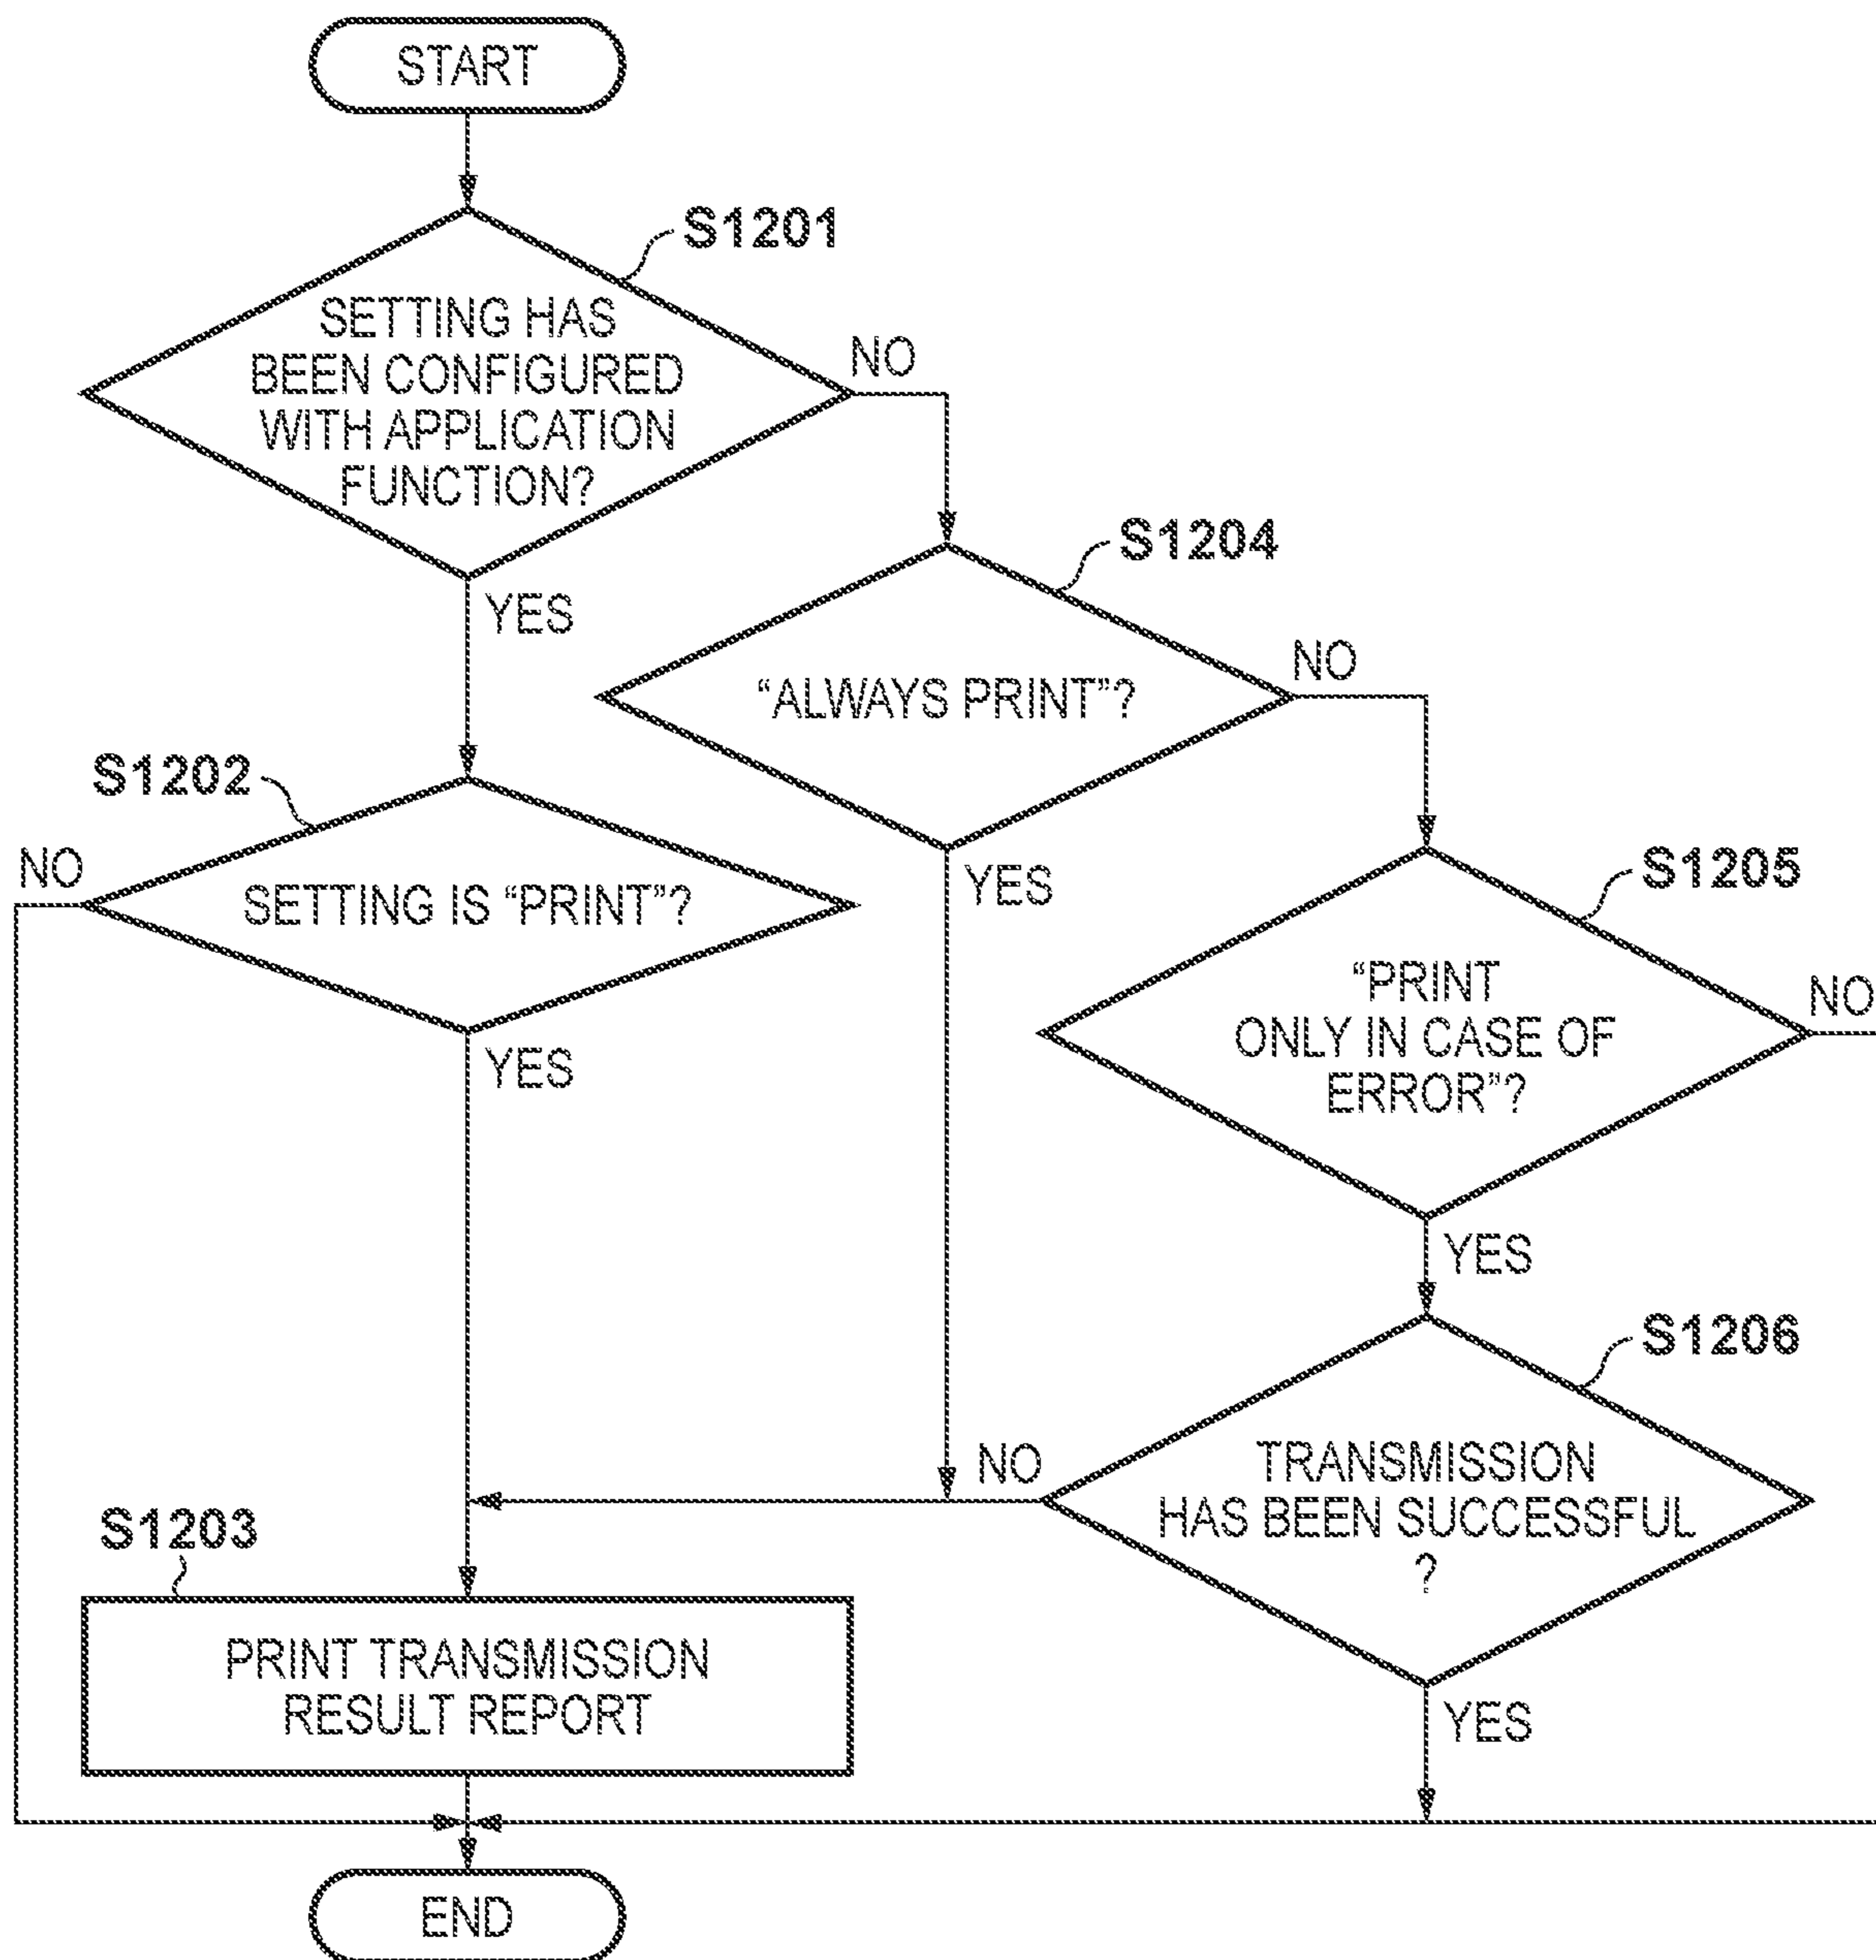 START
S1201
SETTING HAS
BEEN CONFIGURED
WITH APPLICATION
FUNCTION?
NO
YES
S1204
“ALWAYS PRINT”?
NO
YES
S1202
NO
SETTING IS “PRINT”?
YES
S1205
“PRINT
ONLY IN CASE OF
ERROR”?
NO
YES
S1206
TRANSMISSION
HAS BEEN SUCCESSFUL
?
NO
YES
S1203
PRINT TRANSMISSION
RESULT REPORT
END